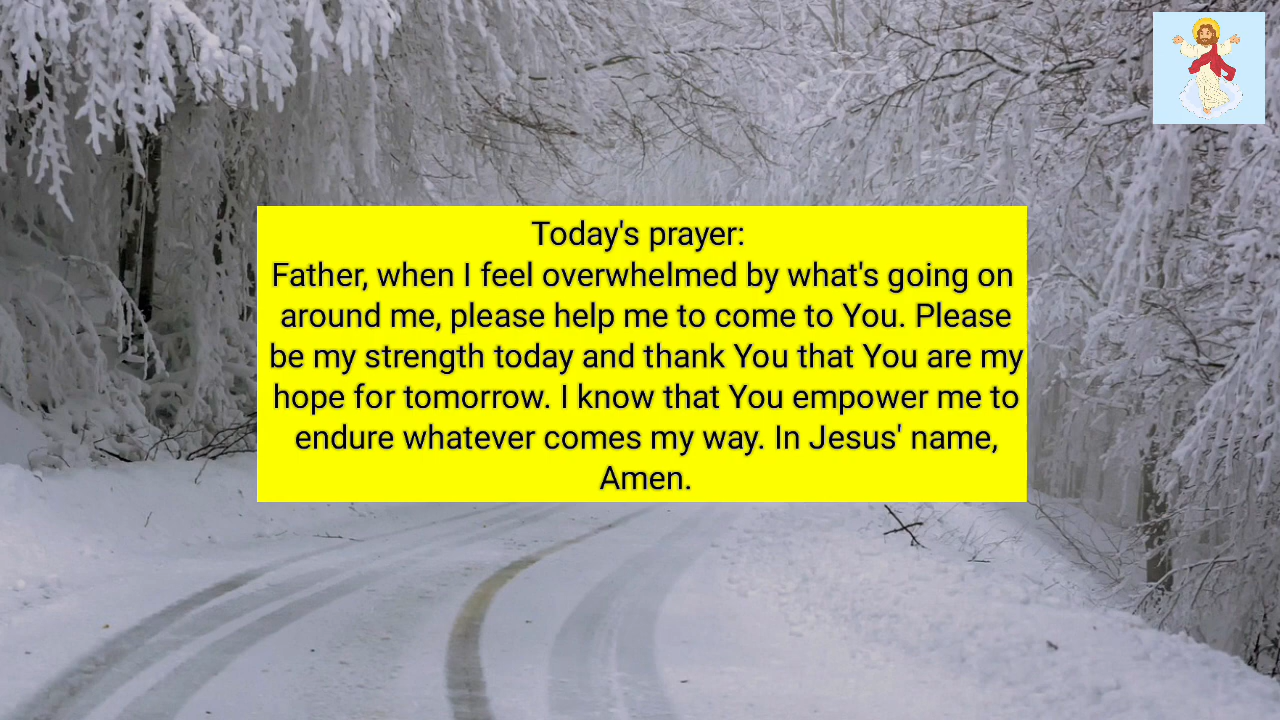 Today's prayer:
Father, when I feel overwhelmed by what's going on
around me, please help me to come to You. Please
be my strength today and thank You that You are my
hope for tomorrow. I know that You empower me to
endure whatever comes my way. In Jesus' name,
Amen.